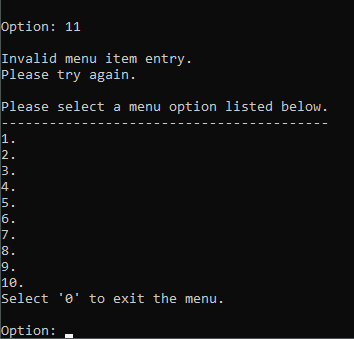 Option: 11
Invalid menu item entry.
Please try again.
Please select a menu option listed below.
-----------------------------------------
1.
2.
3.
4.
5.
6.
7.
8.
9.
10.
Select '0' to exit the menu.
Option: